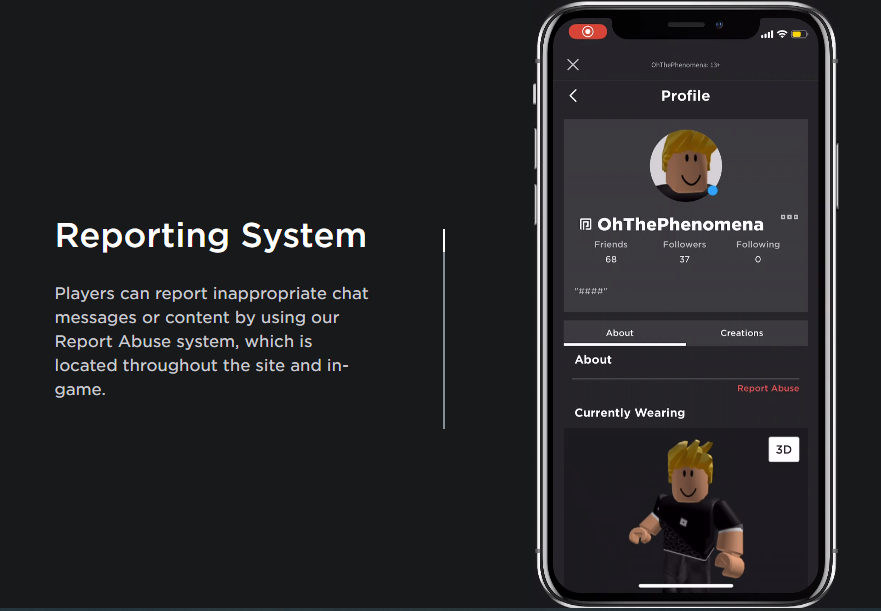 Reporting System
Players can report inappropriate chat
messages or content by using our
Report Abuse system, which is
located throughout the site and in-
game.
OhThePhenomena: 13+
Profile
OhThePhenomena
Friends
Followers
Following
68
37
0
"####"
About
Creations
About
Report Abuse
Currently Wearing
3D